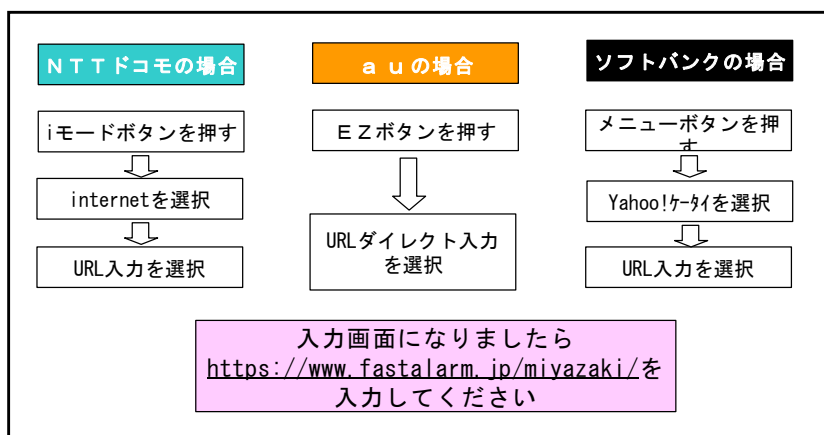 ＮＴＴドコモの場合
ａｕの場合
ソフトバンクの場合
iモードボタンを押す
ＥＺボタンを押す
メニューボタンを押
す
internetを選択
Yahoo!ｹｰﾀｲを選択
URLダイレクト入力
を選択
URL入力を選択
URL入力を選択
入力画面になりましたら
https://www.fastalarm.jp/miyazaki/を
入力してください